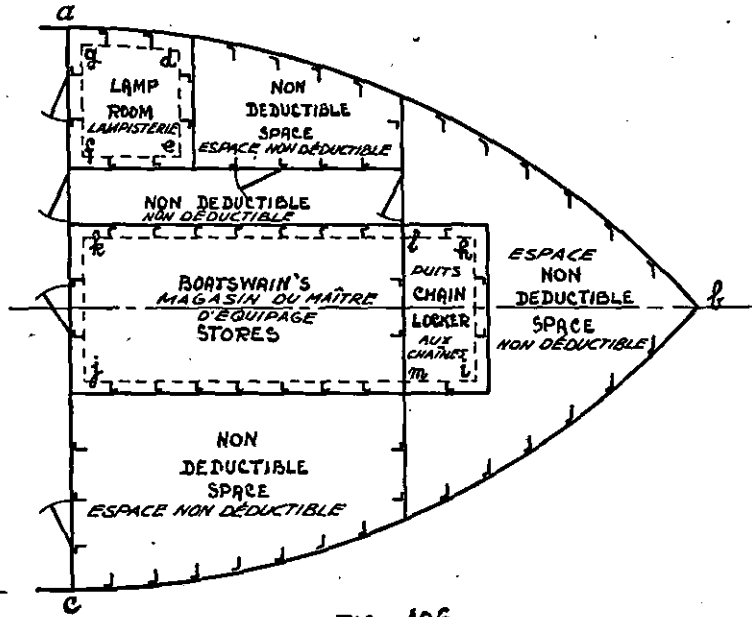 a
g
d
LAMP
ROOM
LAMPISTERIE
f
e
NON
DEDUCTIBLE
SPACE
ESPACE NON DÉDUCTIBLE
NON DEDUCTIBLE
NON DÉDUCTIBLE
k
l
h
BOATSWAIN'S
MAGASIN DU MAÎTRE
D'ÉQUIPAGE
STORES
PUITS
CHAIN
LOCKER
AUX
CHAÎNES
j
m
i
ESPACE
NON
DEDUCTIBLE
SPACE
NON DÉDUCTIBLE
b
NON
DEDUCTIBLE
SPACE
ESPACE NON DÉDUCTIBLE
c